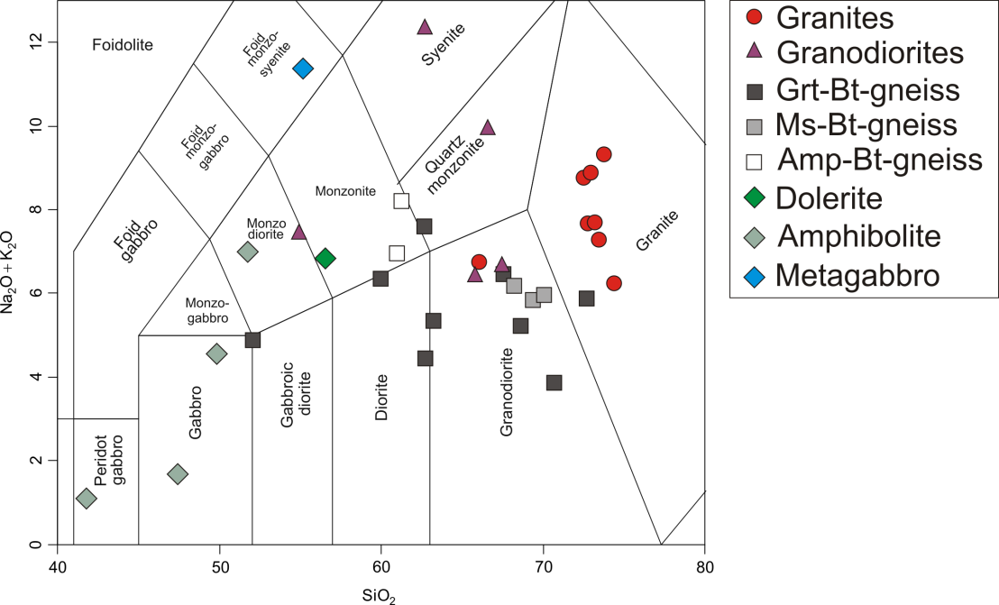 Foidolite
Foid
monzo-
syenite
Syenite
Foid
monzo-
gabbro
Quartz
monzonite
Monzonite
Foid
gabbro
Monzo
diorite
Granite
Monzo-
gabbro
Gabbro
Gabbroic
diorite
Diorite
Granodiorite
Peridot
gabbro
12
10
8
6
4
2
0
Na₂O + K₂O
40
50
60
70
80
SiO₂
Granites
Granodiorites
Grt-Bt-gneiss
Ms-Bt-gneiss
Amp-Bt-gneiss
Dolerite
Amphibolite
Metagabbro